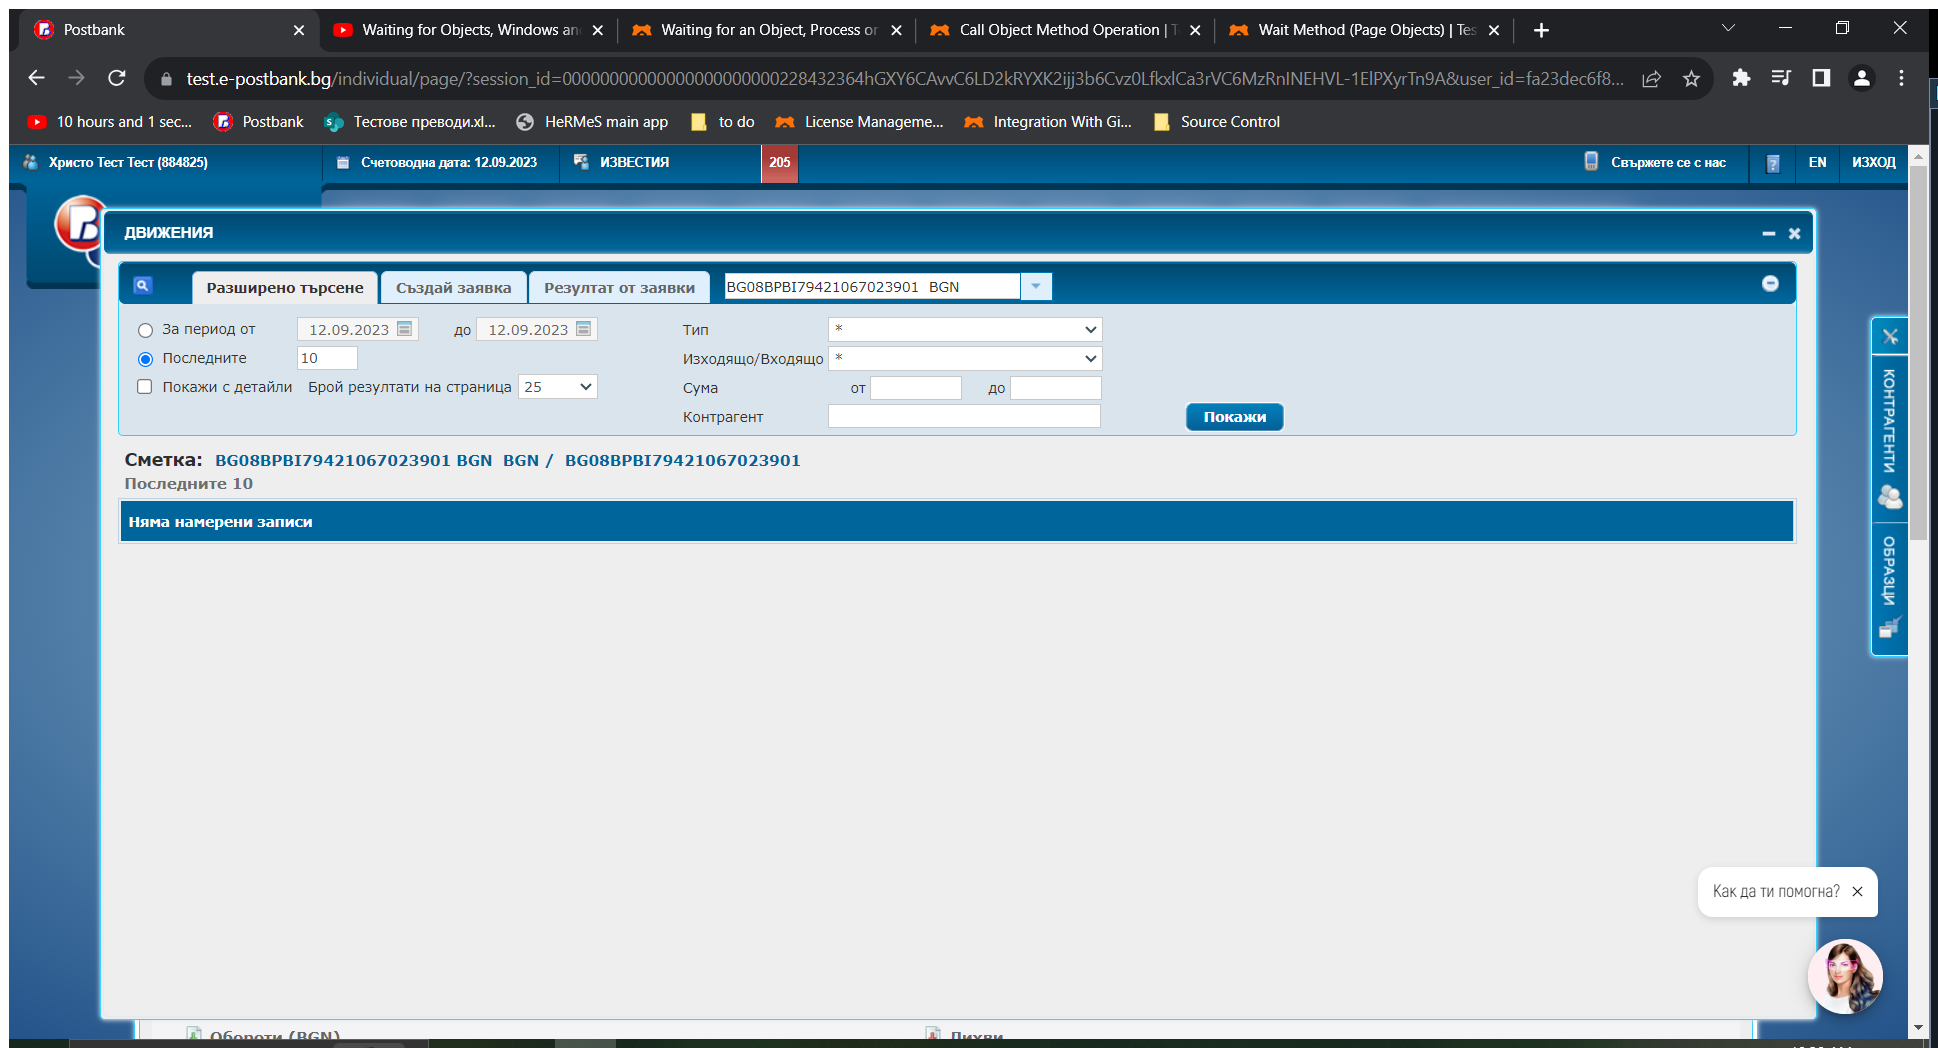 Postbank
Waiting for Objects, Windows an
Waiting for an Object, Process or
Call Object Method Operation | T
Wait Method (Page Objects) | Tes
test.e-postbank.bg/individual/page/?session_id=
10 hours and 1 sec...
Postbank
Тестове преводи.xl...
HeRMeS main app
to do
License Manageme...
Integration With Gi...
Source Control
Христо Тест Тест (884825)
Счетоводна дата: 12.09.2023
ИЗВЕСТИЯ
205
Свържете се с нас
EN
ИЗХОД
ДВИЖЕНИЯ
Разширено търсене
Създай заявка
Резултат от заявки
BG08BPBI79421067023901 BGN
За период от 12.09.2023 до 12.09.2023
Тип *
Последните 10
Изходящо/Входящо *
Покажи с детайли Брой резултати на страница 25
Сума от до
Контрагент
Покажи
Сметка: BG08BPBI79421067023901 BGN BGN / BG08BPBI79421067023901
Последните 10
Няма намерени записи
КОНТРАГЕНТИ
ОБРАЗЦИ
Как да ти помогна?
Обороти (BGN)
Лихви